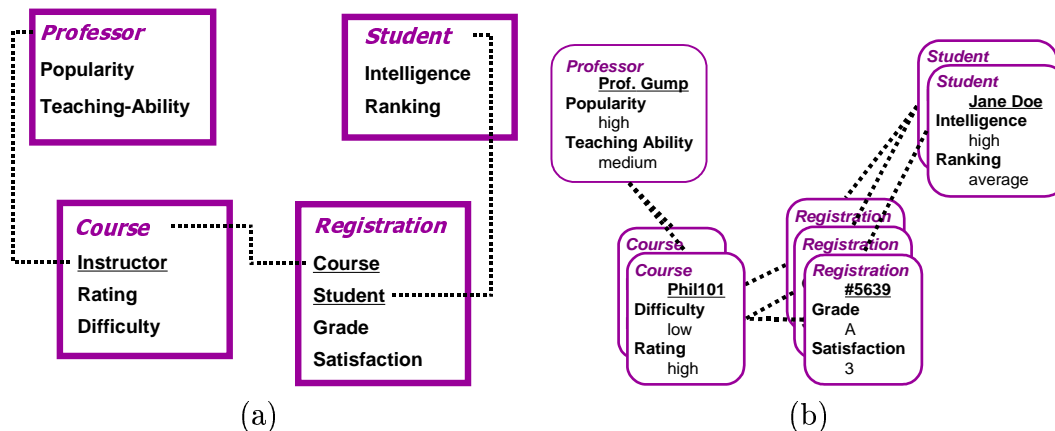 Professor
Popularity
Teaching-Ability
Student
Intelligence
Ranking
Course
Instructor
Rating
Difficulty
Registration
Course
Student
Grade
Satisfaction
(a)
Professor
Prof. Gump
Popularity
high
Teaching Ability
medium
Student
Student
Jane Doe
Intelligence
high
Ranking
average
Course
Course
Phil101
Difficulty
low
Rating
high
Registration
Registration
Registration
#5639
Grade
A
Satisfaction
3
(b)